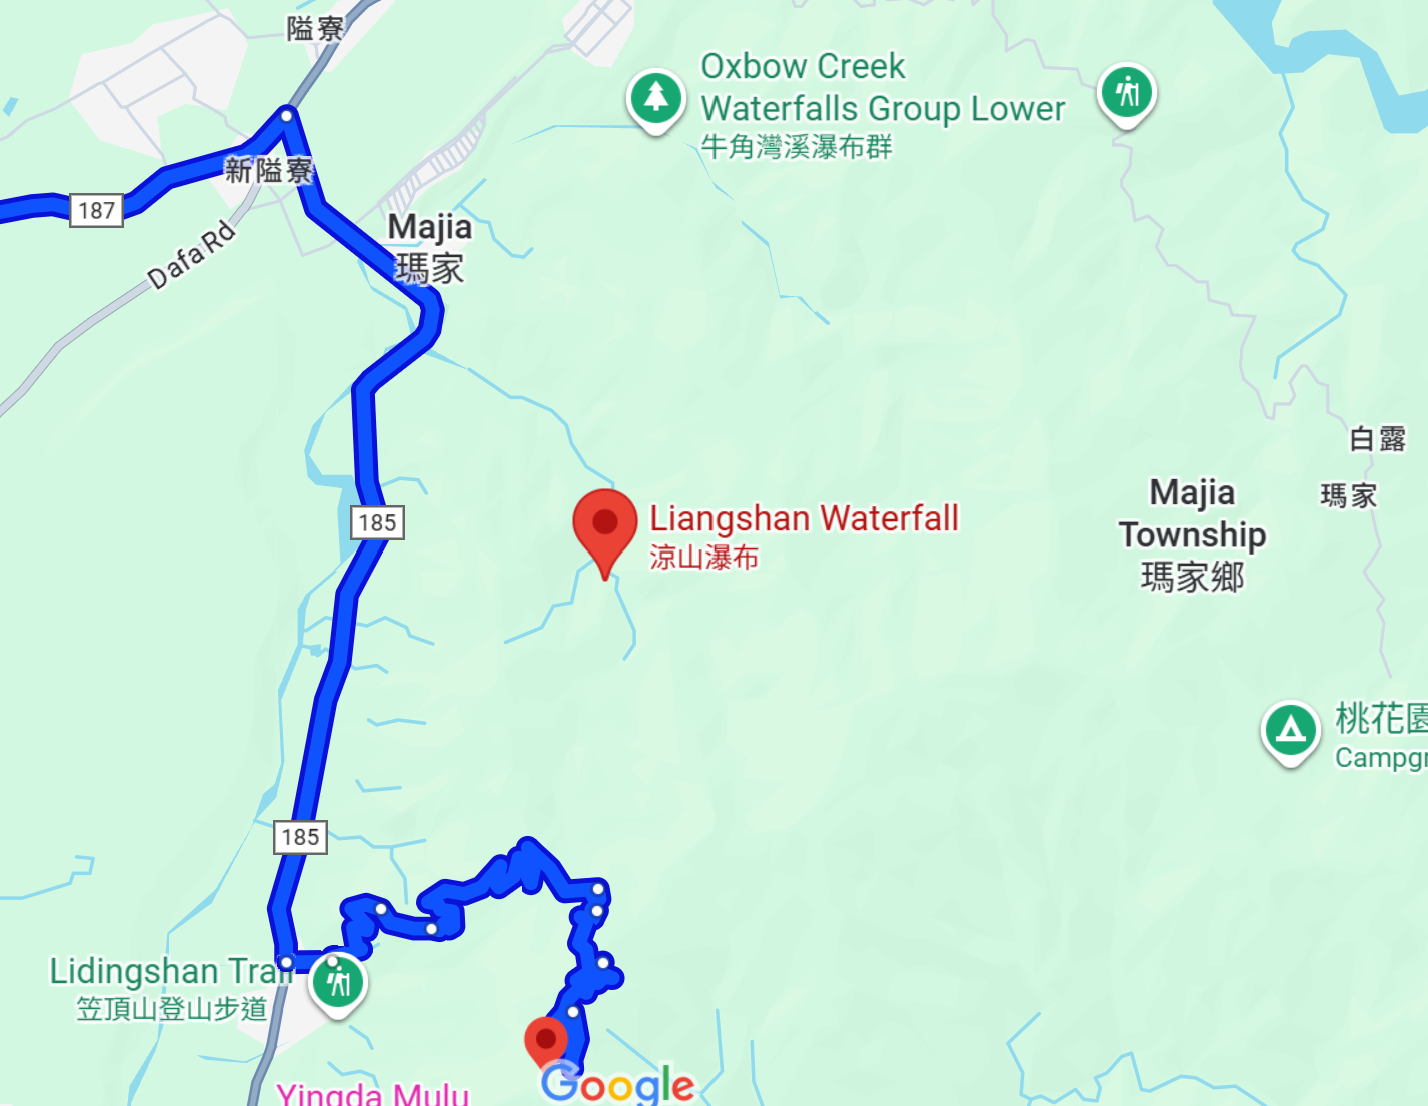 隘寮
Oxbow Creek
Waterfalls Group Lower
牛角灣溪瀑布群
新隘寮
187
Dafa Rd
Majia
瑪家
白露
瑪家
Majia
Township
瑪家鄉
Liangshan Waterfall
涼山瀑布
185
桃花園
Campgr
185
Lidingshan Trail
笠頂山登山步道
Yingda Mulu
Google